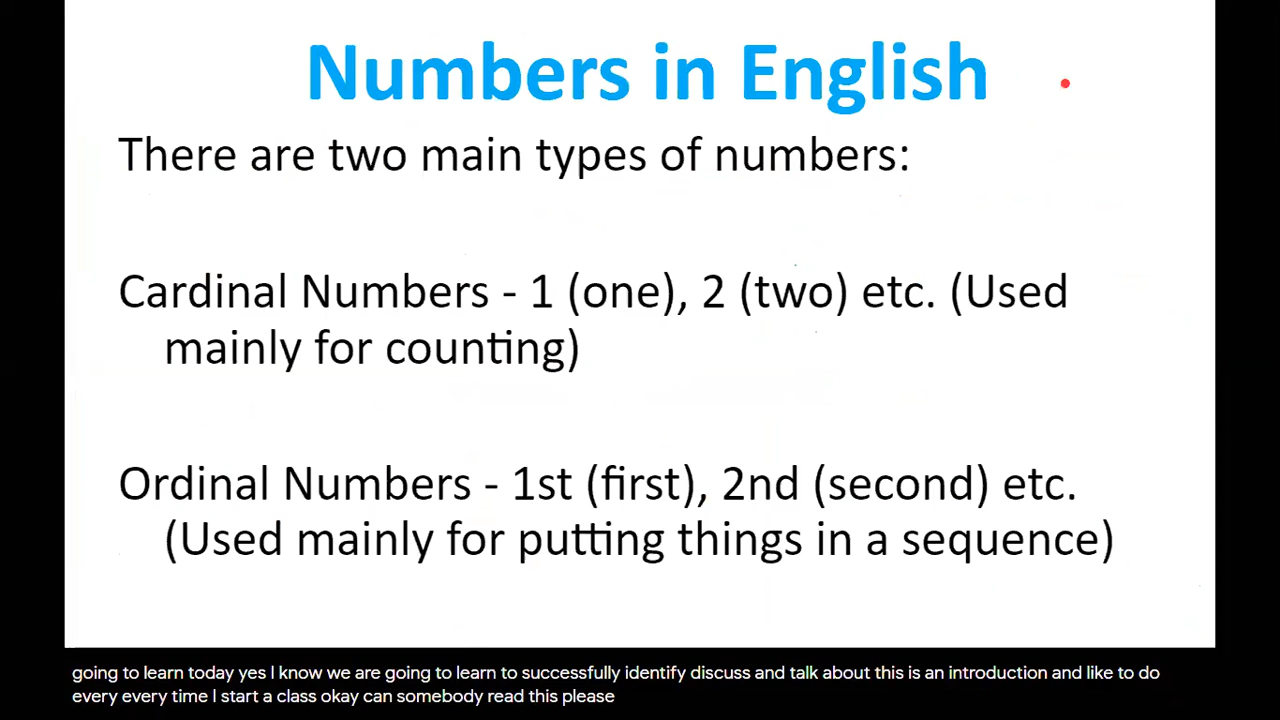 Numbers in English
There are two main types of numbers:
Cardinal Numbers - 1 (one), 2 (two) etc. (Used
mainly for counting)
Ordinal Numbers - 1st (first), 2nd (second) etc.
(Used mainly for putting things in a sequence)
going to learn today yes I know we are going to learn to successfully identify discuss and talk about this is an introduction and like to do
every every time I start a class okay can somebody read this please